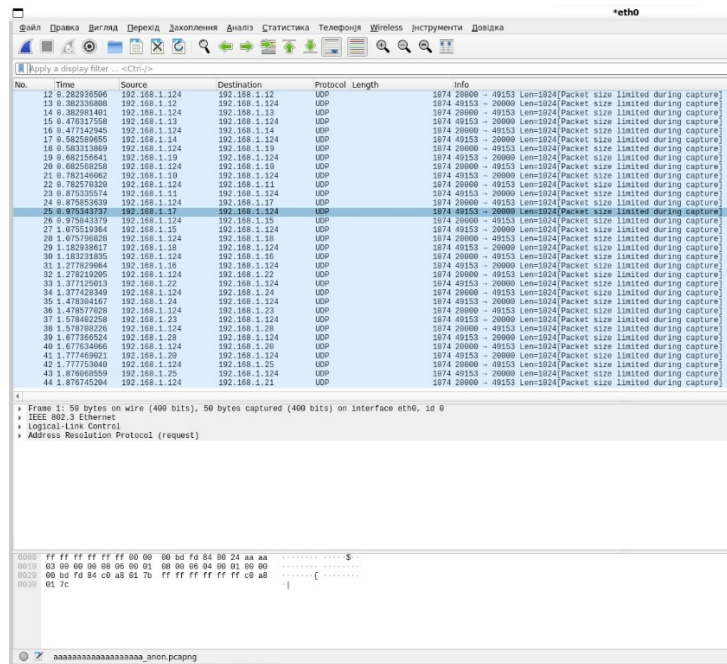 *eth0
Файл Правка Вигляд Перехід Захоплення Аналіз Статистика Телефонія Wireless Інструменти Довідка
Apply a display filter ... <Ctrl-/>
No. Time Source Destination Protocol Length Info
12 0.282936506 192.168.1.124 192.168.1.12 UDP 1074 20000 → 49153 Len=1024[Packet size limited during capture]
13 0.382336808 192.168.1.12 192.168.1.124 UDP 1074 49153 → 20000 Len=1024[Packet size limited during capture]
14 0.382981401 192.168.1.124 192.168.1.13 UDP 1074 20000 → 49153 Len=1024[Packet size limited during capture]
15 0.476317558 192.168.1.13 192.168.1.124 UDP 1074 49153 → 20000 Len=1024[Packet size limited during capture]
16 0.477142945 192.168.1.124 192.168.1.14 UDP 1074 20000 → 49153 Len=1024[Packet size limited during capture]
17 0.582589655 192.168.1.14 192.168.1.124 UDP 1074 49153 → 20000 Len=1024[Packet size limited during capture]
18 0.583313869 192.168.1.124 192.168.1.19 UDP 1074 20000 → 49153 Len=1024[Packet size limited during capture]
19 0.682156641 192.168.1.19 192.168.1.124 UDP 1074 49153 → 20000 Len=1024[Packet size limited during capture]
20 0.682568258 192.168.1.124 192.168.1.10 UDP 1074 20000 → 49153 Len=1024[Packet size limited during capture]
21 0.782146062 192.168.1.10 192.168.1.124 UDP 1074 49153 → 20000 Len=1024[Packet size limited during capture]
22 0.782570320 192.168.1.124 192.168.1.11 UDP 1074 20000 → 49153 Len=1024[Packet size limited during capture]
23 0.875335574 192.168.1.11 192.168.1.124 UDP 1074 49153 → 20000 Len=1024[Packet size limited during capture]
24 0.875853639 192.168.1.124 192.168.1.17 UDP 1074 20000 → 49153 Len=1024[Packet size limited during capture]
25 0.975343737 192.168.1.17 192.168.1.124 UDP 1074 49153 → 20000 Len=1024[Packet size limited during capture]
26 0.975843379 192.168.1.124 192.168.1.15 UDP 1074 20000 → 49153 Len=1024[Packet size limited during capture]
27 1.075519364 192.168.1.15 192.168.1.124 UDP 1074 49153 → 20000 Len=1024[Packet size limited during capture]
28 1.075796828 192.168.1.124 192.168.1.18 UDP 1074 20000 → 49153 Len=1024[Packet size limited during capture]
29 1.182938617 192.168.1.18 192.168.1.124 UDP 1074 49153 → 20000 Len=1024[Packet size limited during capture]
30 1.183231835 192.168.1.124 192.168.1.16 UDP 1074 20000 → 49153 Len=1024[Packet size limited during capture]
31 1.277829064 192.168.1.16 192.168.1.124 UDP 1074 49153 → 20000 Len=1024[Packet size limited during capture]
32 1.278219205 192.168.1.124 192.168.1.22 UDP 1074 20000 → 49153 Len=1024[Packet size limited during capture]
33 1.377125013 192.168.1.22 192.168.1.124 UDP 1074 49153 → 20000 Len=1024[Packet size limited during capture]
34 1.377428349 192.168.1.124 192.168.1.24 UDP 1074 20000 → 49153 Len=1024[Packet size limited during capture]
35 1.478304167 192.168.1.24 192.168.1.124 UDP 1074 49153 → 20000 Len=1024[Packet size limited during capture]
36 1.478577028 192.168.1.124 192.168.1.23 UDP 1074 20000 → 49153 Len=1024[Packet size limited during capture]
37 1.578402258 192.168.1.23 192.168.1.124 UDP 1074 49153 → 20000 Len=1024[Packet size limited during capture]
38 1.578708226 192.168.1.124 192.168.1.28 UDP 1074 20000 → 49153 Len=1024[Packet size limited during capture]
39 1.677366524 192.168.1.28 192.168.1.124 UDP 1074 49153 → 20000 Len=1024[Packet size limited during capture]
40 1.677634066 192.168.1.124 192.168.1.20 UDP 1074 20000 → 49153 Len=1024[Packet size limited during capture]
41 1.777469021 192.168.1.20 192.168.1.124 UDP 1074 49153 → 20000 Len=1024[Packet size limited during capture]
42 1.777753040 192.168.1.124 192.168.1.25 UDP 1074 20000 → 49153 Len=1024[Packet size limited during capture]
43 1.876068559 192.168.1.25 192.168.1.124 UDP 1074 49153 → 20000 Len=1024[Packet size limited during capture]
44 1.876745204 192.168.1.124 192.168.1.21 UDP 1074 20000 → 49153 Len=1024[Packet size limited during capture]
Frame 1: 50 bytes on wire (400 bits), 50 bytes captured (400 bits) on interface eth0, id 0
IEEE 802.3 Ethernet
Logical-Link Control
Address Resolution Protocol (request)
0000 ff ff ff ff ff ff 00 00 00 bd fd 84 00 24 aa aa ········ ·····$··
0010 03 00 00 00 08 06 00 01 08 00 06 04 00 01 00 00 ········ ········
0020 00 bd fd 84 c0 a8 01 7b ff ff ff ff ff ff c0 a8 ·······{ ········
0030 01 7c ·|
aaaaaaaaaaaaaaaaaaa_anon.pcapng